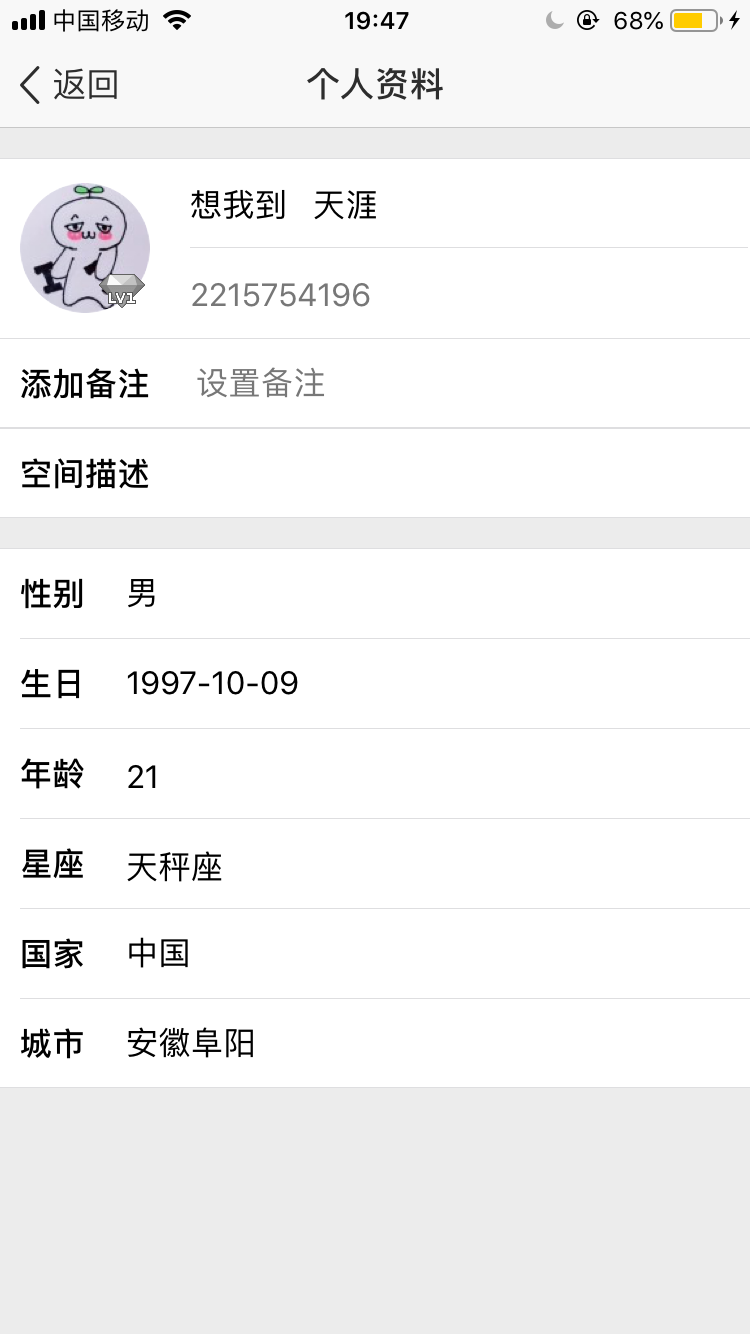 中国移动 19:47 68%
返回 个人资料
想我到 天涯
LV1
2215754196
添加备注 设置备注
空间描述
性别 男
生日 1997-10-09
年龄 21
星座 天秤座
国家 中国
城市 安徽阜阳